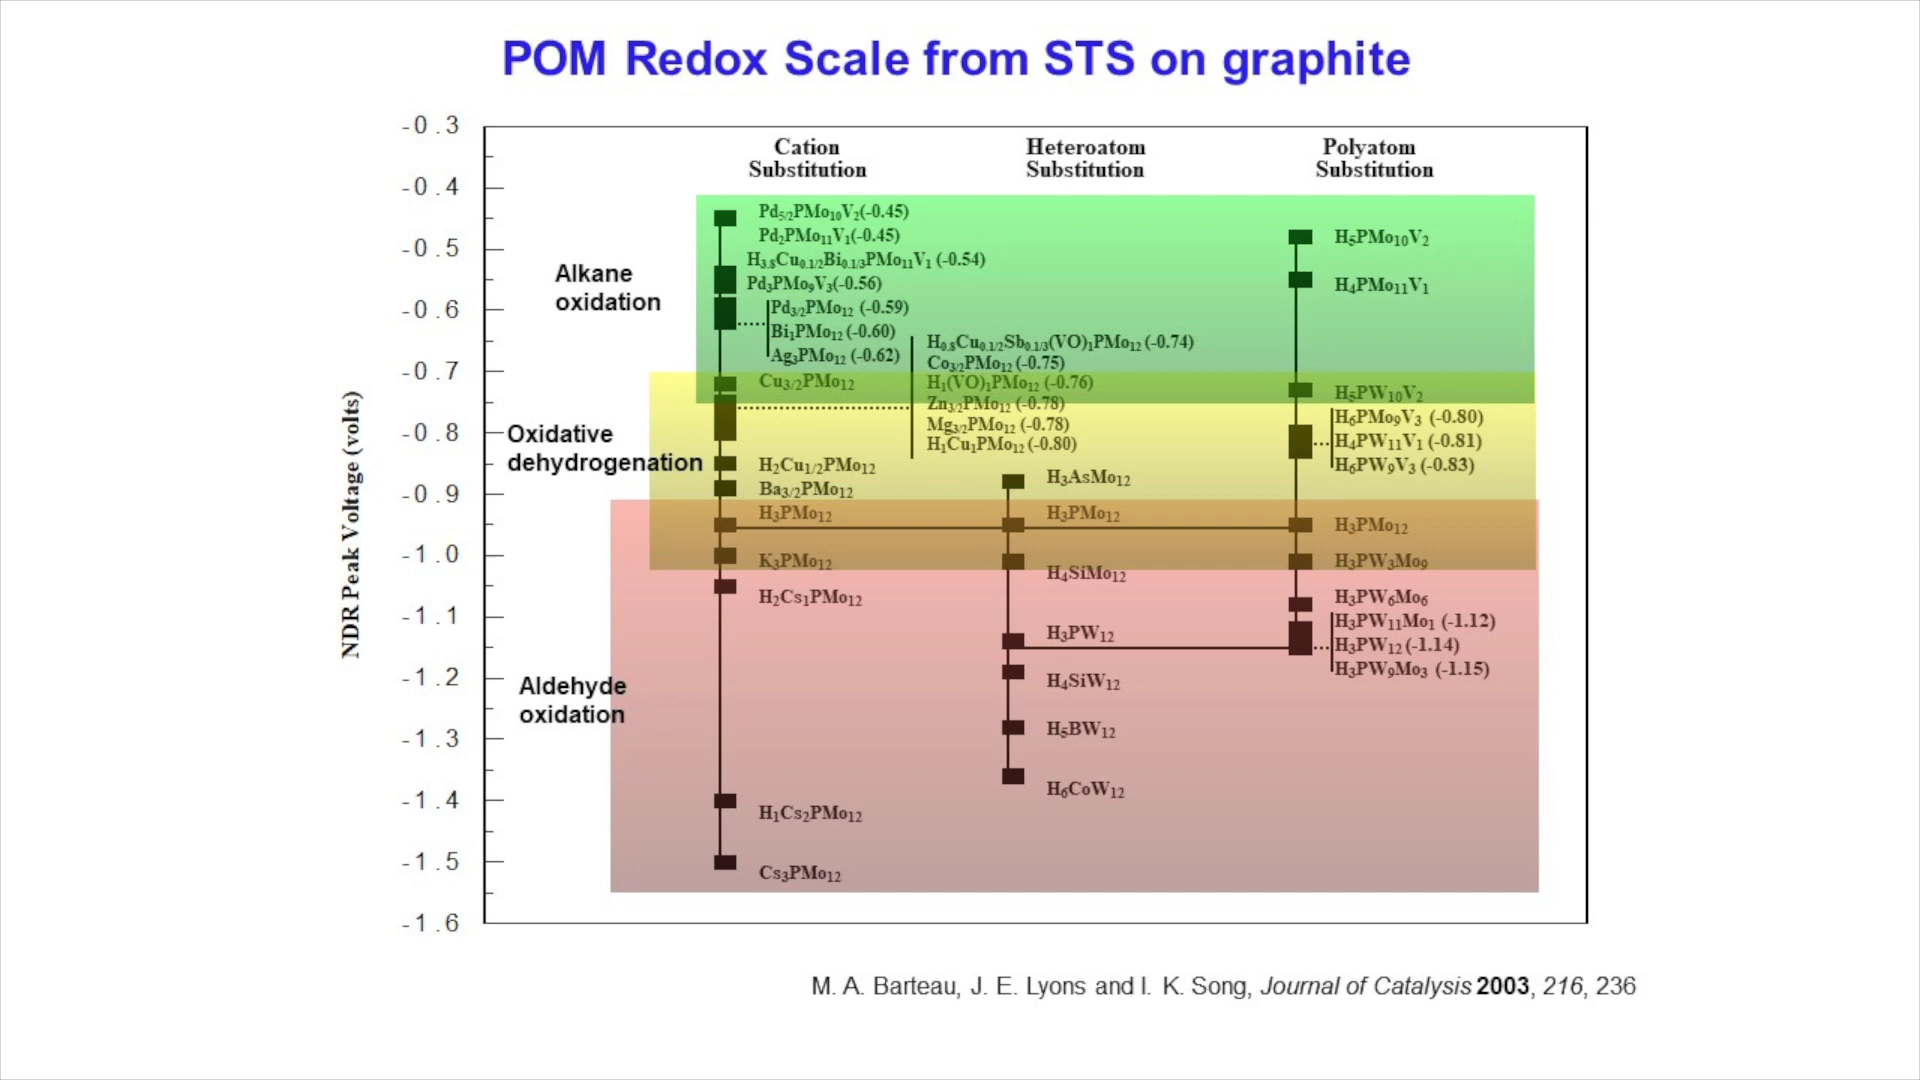 POM Redox Scale from STS on graphite
NDR Peak Voltage (volts)
-0.3
-0.4
-0.5
-0.6
-0.7
-0.8
-0.9
-1.0
-1.1
-1.2
-1.3
-1.4
-1.5
-1.6
Alkane
oxidation
Oxidative
dehydrogenation
Aldehyde
oxidation
Cation
Substitution
Pd5/2PMo10V2(-0.45)
Pd2PMo11V1(-0.45)
H3.8Cu0.1/2Bi0.1/3PMo11V1 (-0.54)
Pd3PMo9V3(-0.56)
Pd3/2PMo12 (-0.59)
Bi1PMo12 (-0.60)
Ag3PMo12 (-0.62)
Cu3/2PMo12
H0.8Cu0.1/2Sb0.1/3(VO)1PMo12 (-0.74)
Co3/2PMo12 (-0.75)
H1(VO)1PMo12 (-0.76)
Zn3/2PMo12 (-0.78)
Mg3/2PMo12 (-0.78)
H1Cu1PMo12 (-0.80)
H2Cu1/2PMo12
Ba3/2PMo12
H3PMo12
K3PMo12
H2Cs1PMo12
H1Cs2PMo12
Cs3PMo12
Heteroatom
Substitution
H3AsMo12
H3PMo12
H4SiMo12
H3PW12
H4SiW12
H5BW12
H6CoW12
Polyatom
Substitution
H5PMo10V2
H4PMo11V1
H5PW10V2
H6PMo9V3 (-0.80)
H4PW11V1 (-0.81)
H6PW9V3 (-0.83)
H3PMo12
H3PW3Mo9
H3PW6Mo6
H3PW11Mo1 (-1.12)
H3PW12 (-1.14)
H3PW9Mo3 (-1.15)
M. A. Barteau, J. E. Lyons and I. K. Song, Journal of Catalysis 2003, 216, 236